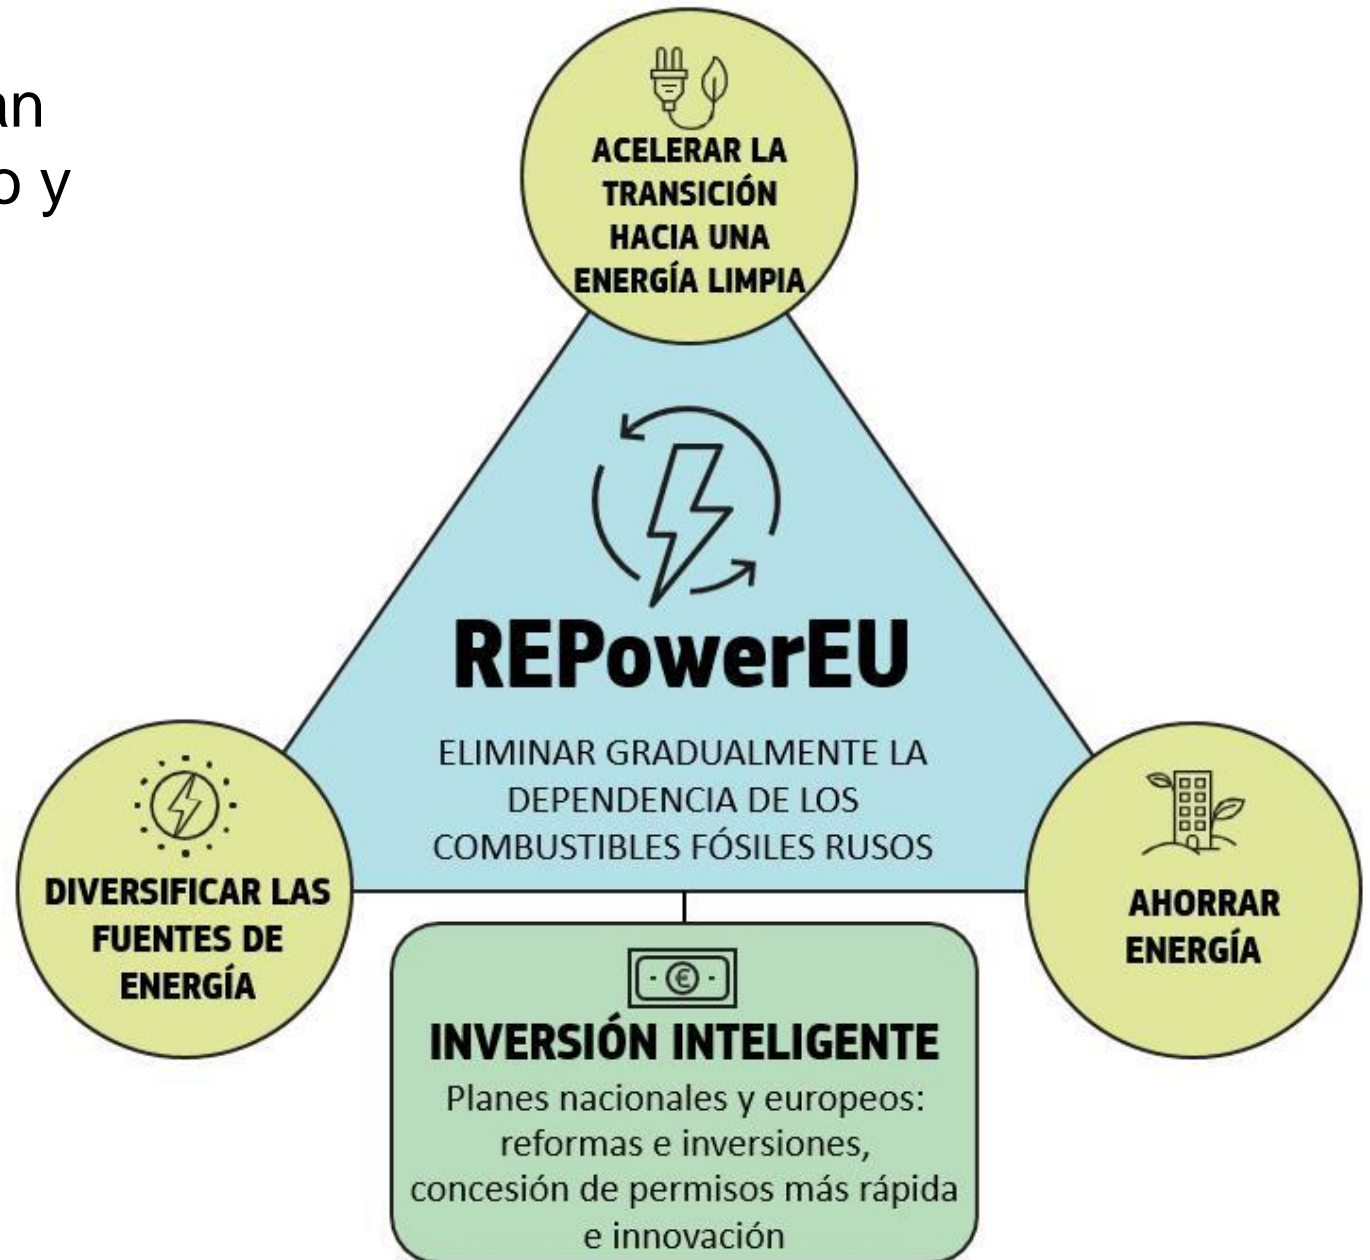 an
o y
ACELERAR LA
TRANSICIÓN
HACIA UNA
ENERGÍA LIMPIA
REPowerEU
ELIMINAR GRADUALMENTE LA
DEPENDENCIA DE LOS
COMBUSTIBLES FÓSILES RUSOS
DIVERSIFICAR LAS
FUENTES DE
ENERGÍA
AHORRAR
ENERGÍA
€
INVERSIÓN INTELIGENTE
Planes nacionales y europeos:
reformas e inversiones,
concesión de permisos más rápida
e innovación